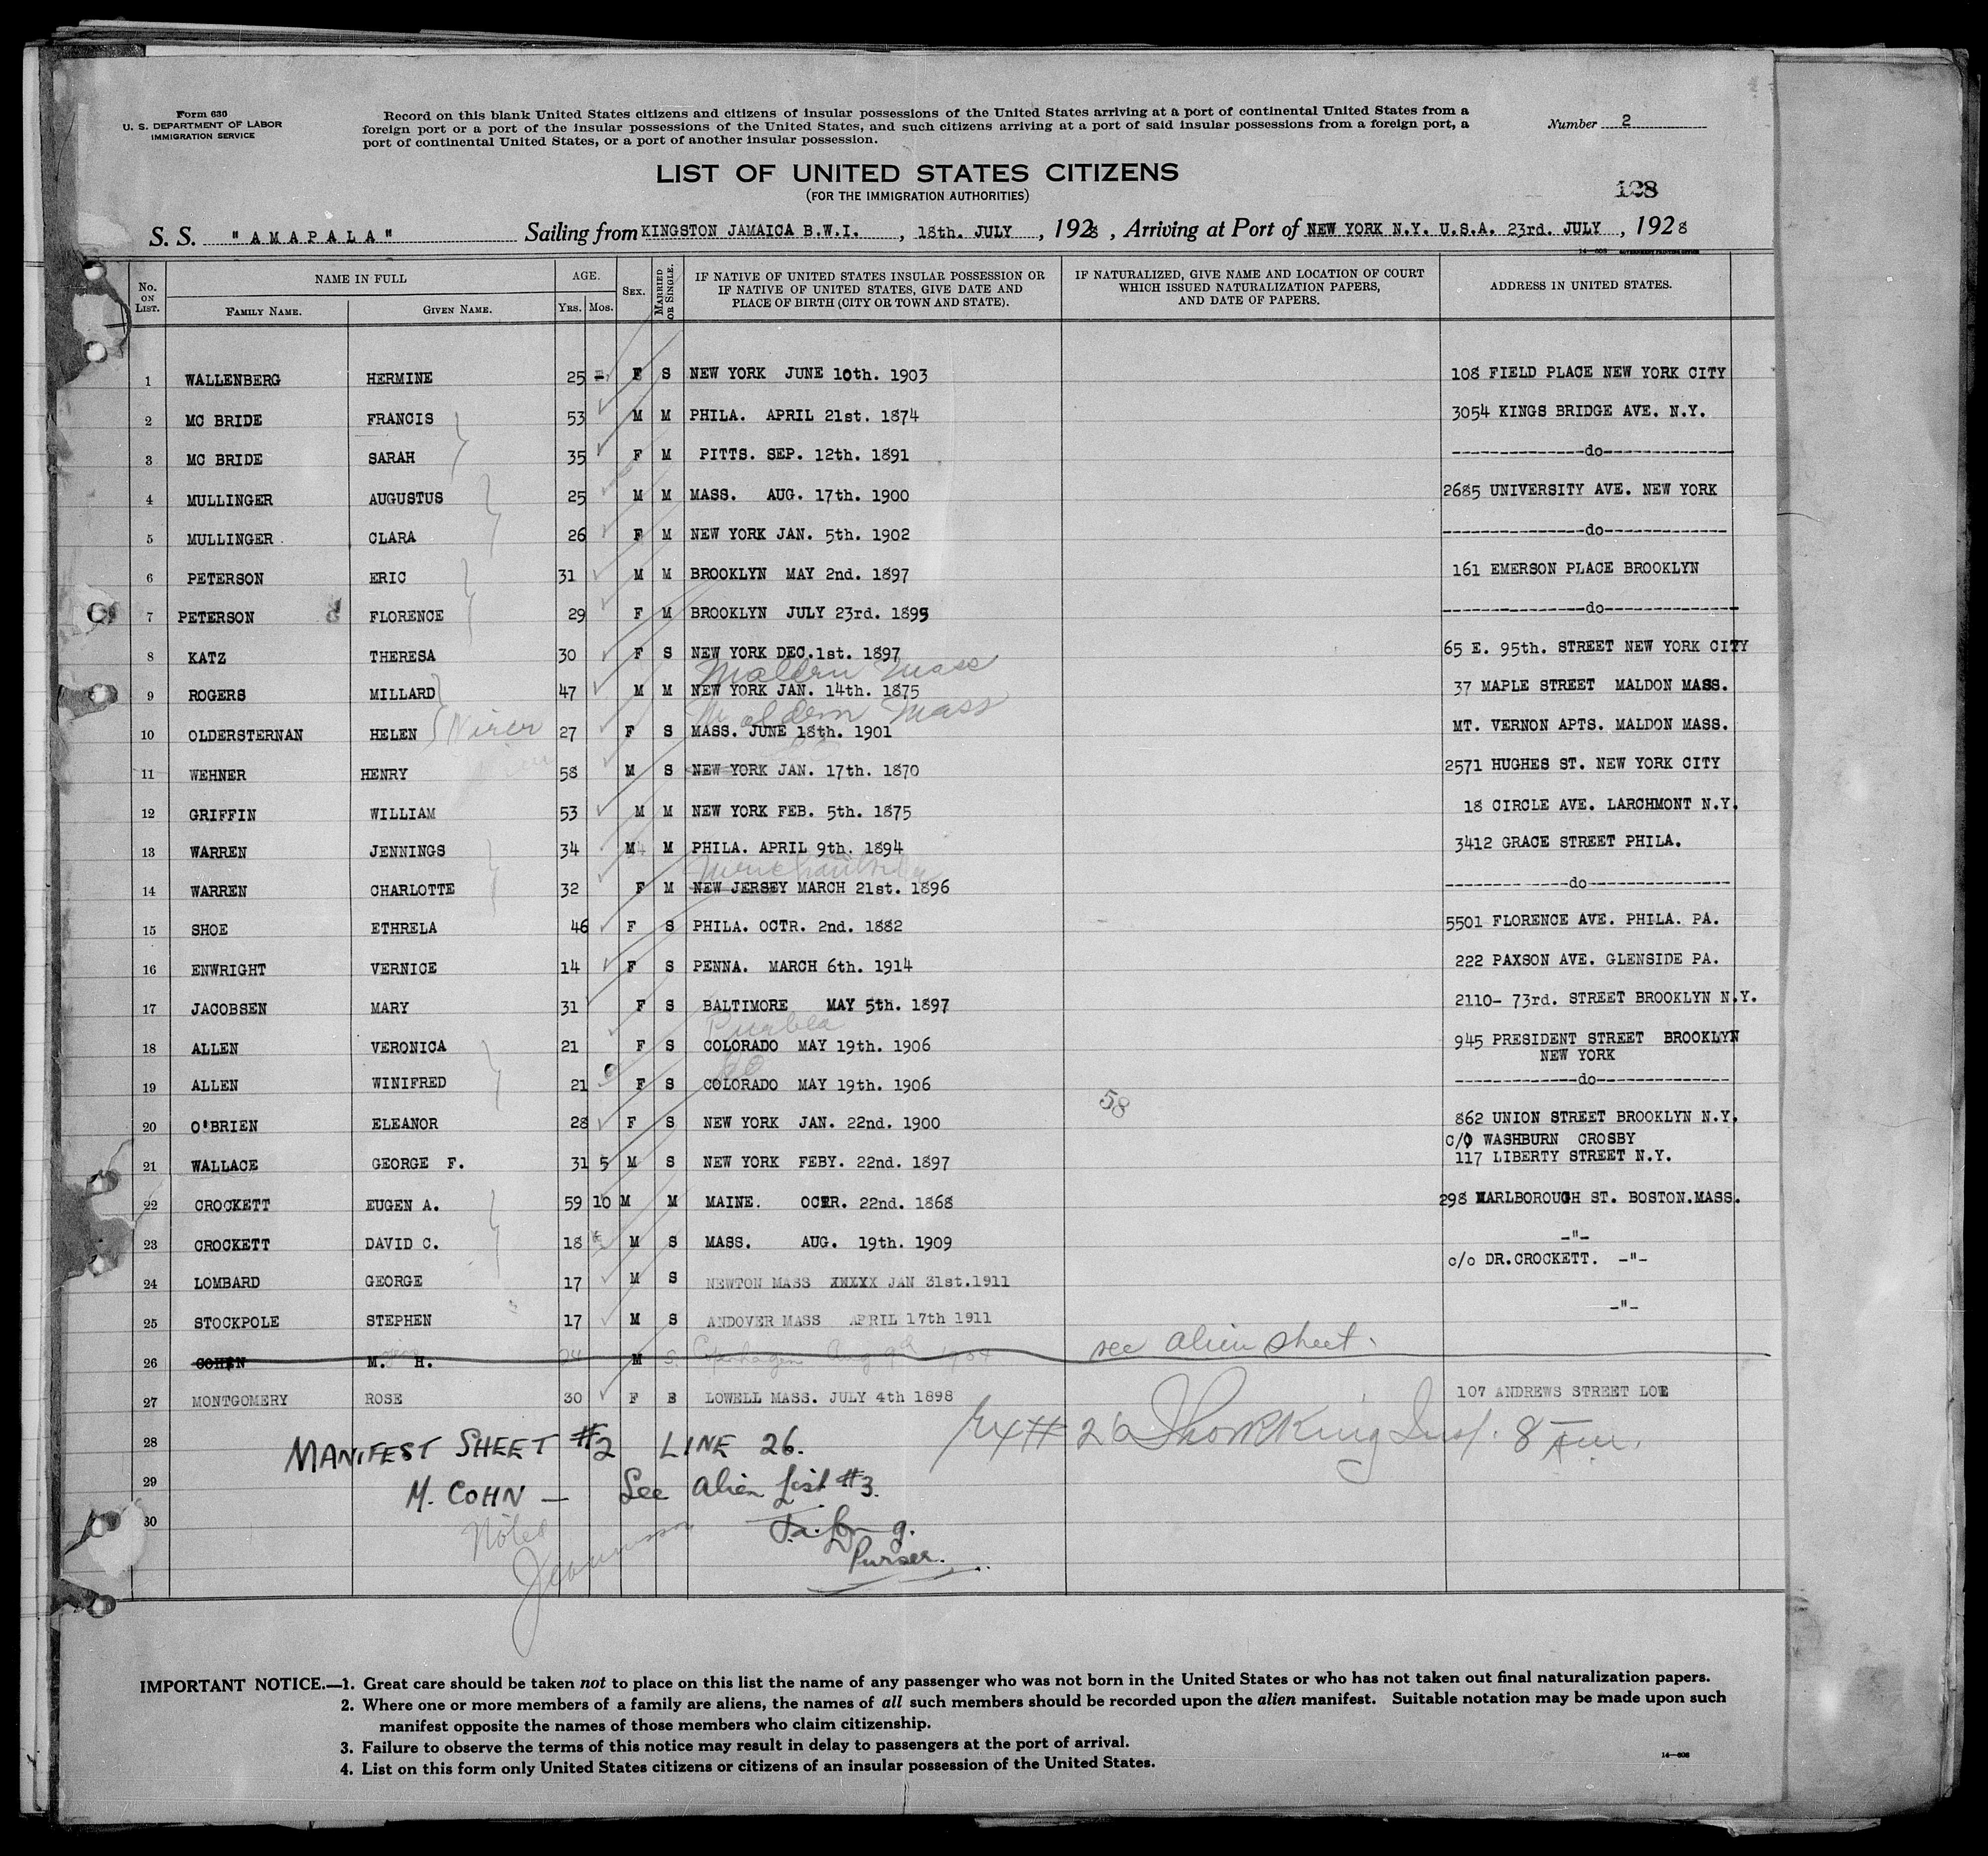 Form 630
U. S. DEPARTMENT OF LABOR
IMMIGRATION SERVICE
Record on this blank United States citizens and citizens of insular possessions of the United States arriving at a port of continental United States from a
foreign port or a port of the insular possessions of the United States, and such citizens arriving at a port of said insular possessions from a foreign port, a
port of continental United States, or a port of another insular possession.
Number 2
LIST OF UNITED STATES CITIZENS
(FOR THE IMMIGRATION AUTHORITIES)
128
S. S. "AMAPALA" Sailing from KINGSTON JAMAICA B.W.I. , 18th. JULY , 1928 , Arriving at Port of NEW YORK N.Y. U.S.A. 23rd. JULY , 1928
14—608 GOVERNMENT PRINTING OFFICE
No. ON LIST. NAME IN FULL FAMILY NAME. GIVEN NAME. AGE. YRS. MOS. SEX. MARRIED OR SINGLE. IF NATIVE OF UNITED STATES INSULAR POSSESSION OR IF NATIVE OF UNITED STATES, GIVE DATE AND PLACE OF BIRTH (CITY OR TOWN AND STATE). IF NATURALIZED, GIVE NAME AND LOCATION OF COURT WHICH ISSUED NATURALIZATION PAPERS, AND DATE OF PAPERS. ADDRESS IN UNITED STATES.
1 WALLENBERG HERMINE 25 F S NEW YORK JUNE 10th. 1903 108 FIELD PLACE NEW YORK CITY
2 MC BRIDE FRANCIS 53 M M PHILA. APRIL 21st. 1874 3054 KINGS BRIDGE AVE. N.Y.
3 MC BRIDE SARAH 35 F M PITTS. SEP. 12th. 1891 --------------do--------------
4 MULLINGER AUGUSTUS 25 M M MASS. AUG. 17th. 1900 2685 UNIVERSITY AVE. NEW YORK
5 MULLINGER CLARA 26 F M NEW YORK JAN. 5th. 1902 ---------------do-------------
6 PETERSON ERIC 31 M M BROOKLYN MAY 2nd. 1897 161 EMERSON PLACE BROOKLYN
7 PETERSON FLORENCE 29 F M BROOKLYN JULY 23rd. 1895 ---------------do--------------
8 KATZ THERESA 30 F S NEW YORK DEC.1st. 1897 65 E. 95th. STREET NEW YORK CITY
Malden Mass
9 ROGERS MILLARD 47 M M NEW YORK JAN. 14th. 1875 37 MAPLE STREET MALDON MASS.
Maldem Mass
10 OLDERSTERNAN HELEN 27 F S MASS. JUNE 18th. 1901 MT. VERNON APTS. MALDON MASS.
11 WEHNER HENRY 58 M S NEW YORK JAN. 17th. 1870 2571 HUGHES ST. NEW YORK CITY
12 GRIFFIN WILLIAM 53 M M NEW YORK FEB. 5th. 1875 18 CIRCLE AVE. LARCHMONT N.Y.
13 WARREN JENNINGS 34 M M PHILA. APRIL 9th. 1894 3412 GRACE STREET PHILA.
14 WARREN CHARLOTTE 32 F M NEW JERSEY MARCH 21st. 1896 -------------do---------------
15 SHOE ETHRELA 46 F S PHILA. OCTR. 2nd. 1882 5501 FLORENCE AVE. PHILA. PA.
16 ENWRIGHT VERNICE 14 F S PENNA. MARCH 6th. 1914 222 PAXSON AVE. GLENSIDE PA.
17 JACOBSEN MARY 31 F S BALTIMORE MAY 5th. 1897 2110- 73rd. STREET BROOKLYN N.Y.
Pueblo
18 ALLEN VERONICA 21 F S COLORADO MAY 19th. 1906 945 PRESIDENT STREET BROOKLYN
NEW YORK
do
19 ALLEN WINIFRED 21 F S COLORADO MAY 19th. 1906 -------------do--------------
58
20 O'BRIEN ELEANOR 28 F S NEW YORK JAN. 22nd. 1900 862 UNION STREET BROOKLYN N.Y.
c/o WASHBURN CROSBY
21 WALLACE GEORGE F. 31 5 M S NEW YORK FEBY. 22nd. 1897 117 LIBERTY STREET N.Y.
22 CROCKETT EUGEN A. 59 10 M M MAINE. OCTR. 22nd. 1868 298 MARLBOROUGH ST. BOSTON.MASS.
23 CROCKETT DAVID C. 18 M S MASS. AUG. 19th. 1909 -"-
24 LOMBARD GEORGE 17 M S NEWTON MASS XXXXX JAN 31st.1911 c/o DR.CROCKETT. -"-
25 STOCKPOLE STEPHEN 17 M S ANDOVER MASS APRIL 17th 1911 -"-
26 COHEN M. H. 24 M S. Copenhagen Aug 9th see alien sheet.
27 MONTGOMERY ROSE 30 F S LOWELL MASS. JULY 4th 1898 107 ANDREWS STREET LOWE
28 MANIFEST SHEET #2 LINE 26. # 26 King Insp. 8 am.
29 M. COHN — See Alien List #3.
30 Noted
Purser.
IMPORTANT NOTICE.—1. Great care should be taken not to place on this list the name of any passenger who was not born in the United States or who has not taken out final naturalization papers.
2. Where one or more members of a family are aliens, the names of all such members should be recorded upon the alien manifest. Suitable notation may be made upon such
manifest opposite the names of those members who claim citizenship.
3. Failure to observe the terms of this notice may result in delay to passengers at the port of arrival.
4. List on this form only United States citizens or citizens of an insular possession of the United States.
14—608